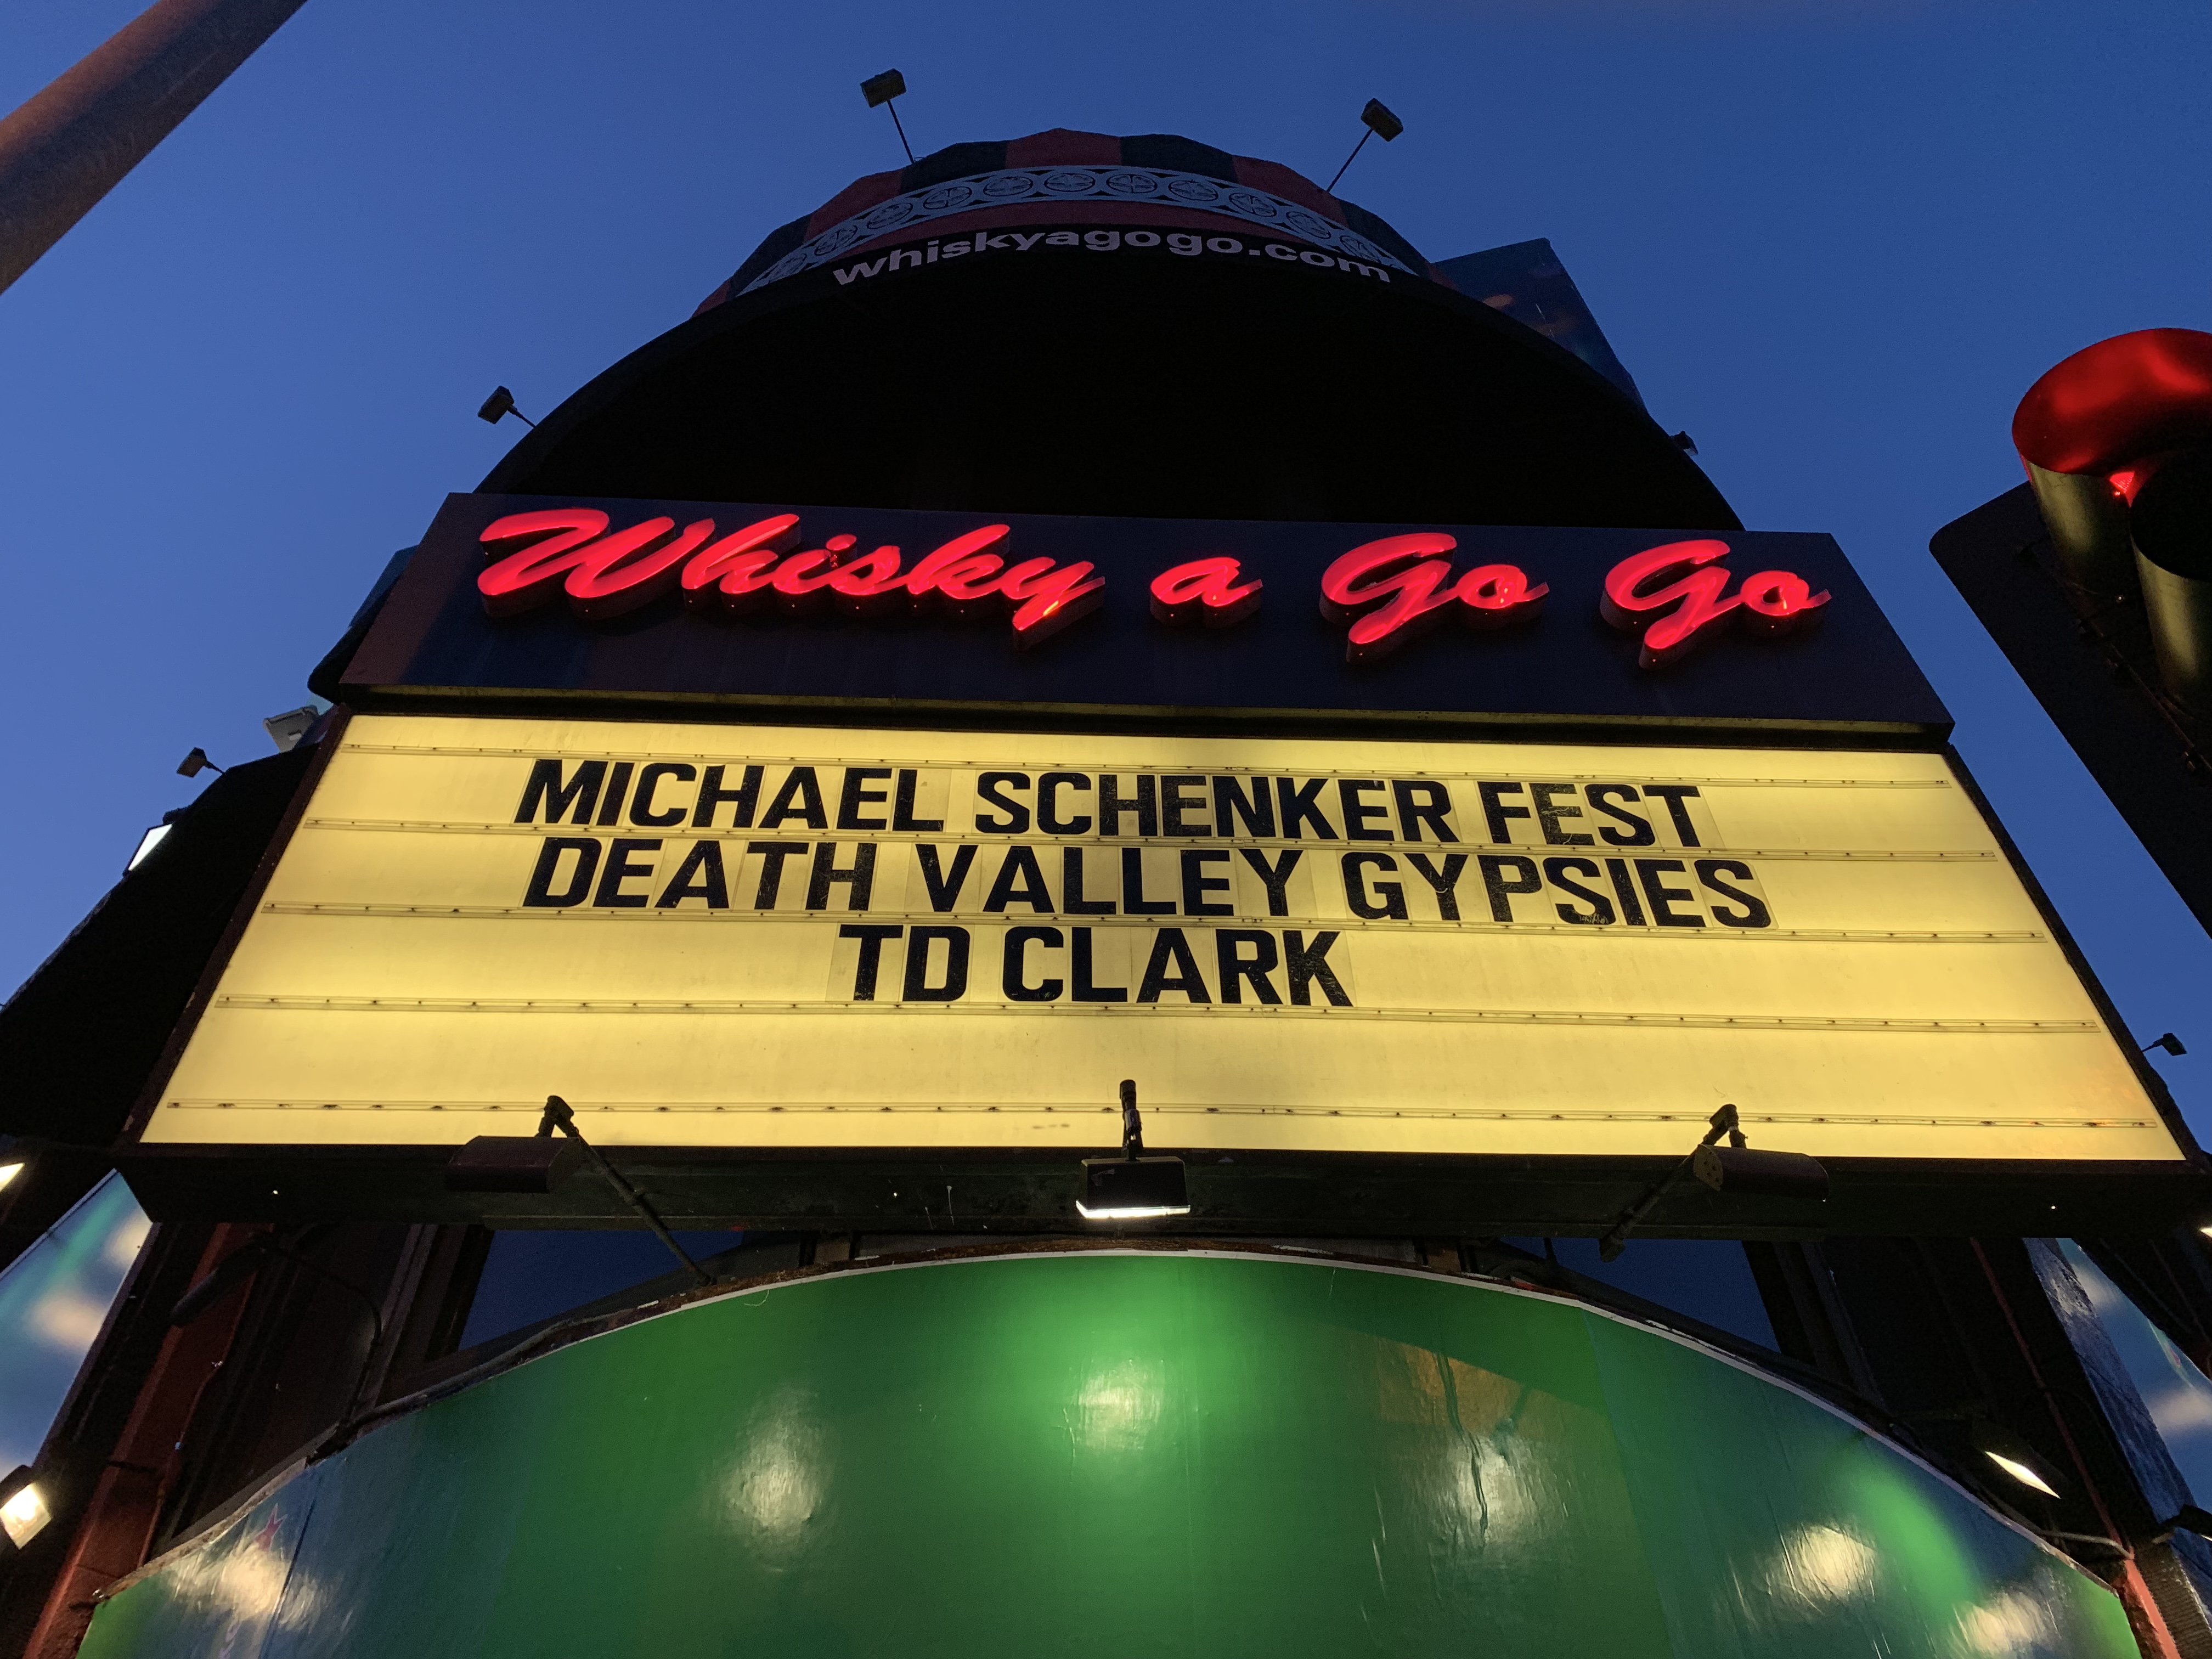 whiskyagogo.com
Whisky a Go Go
MICHAEL SCHENKER FEST
DEATH VALLEY GYPSIES
TD CLARK